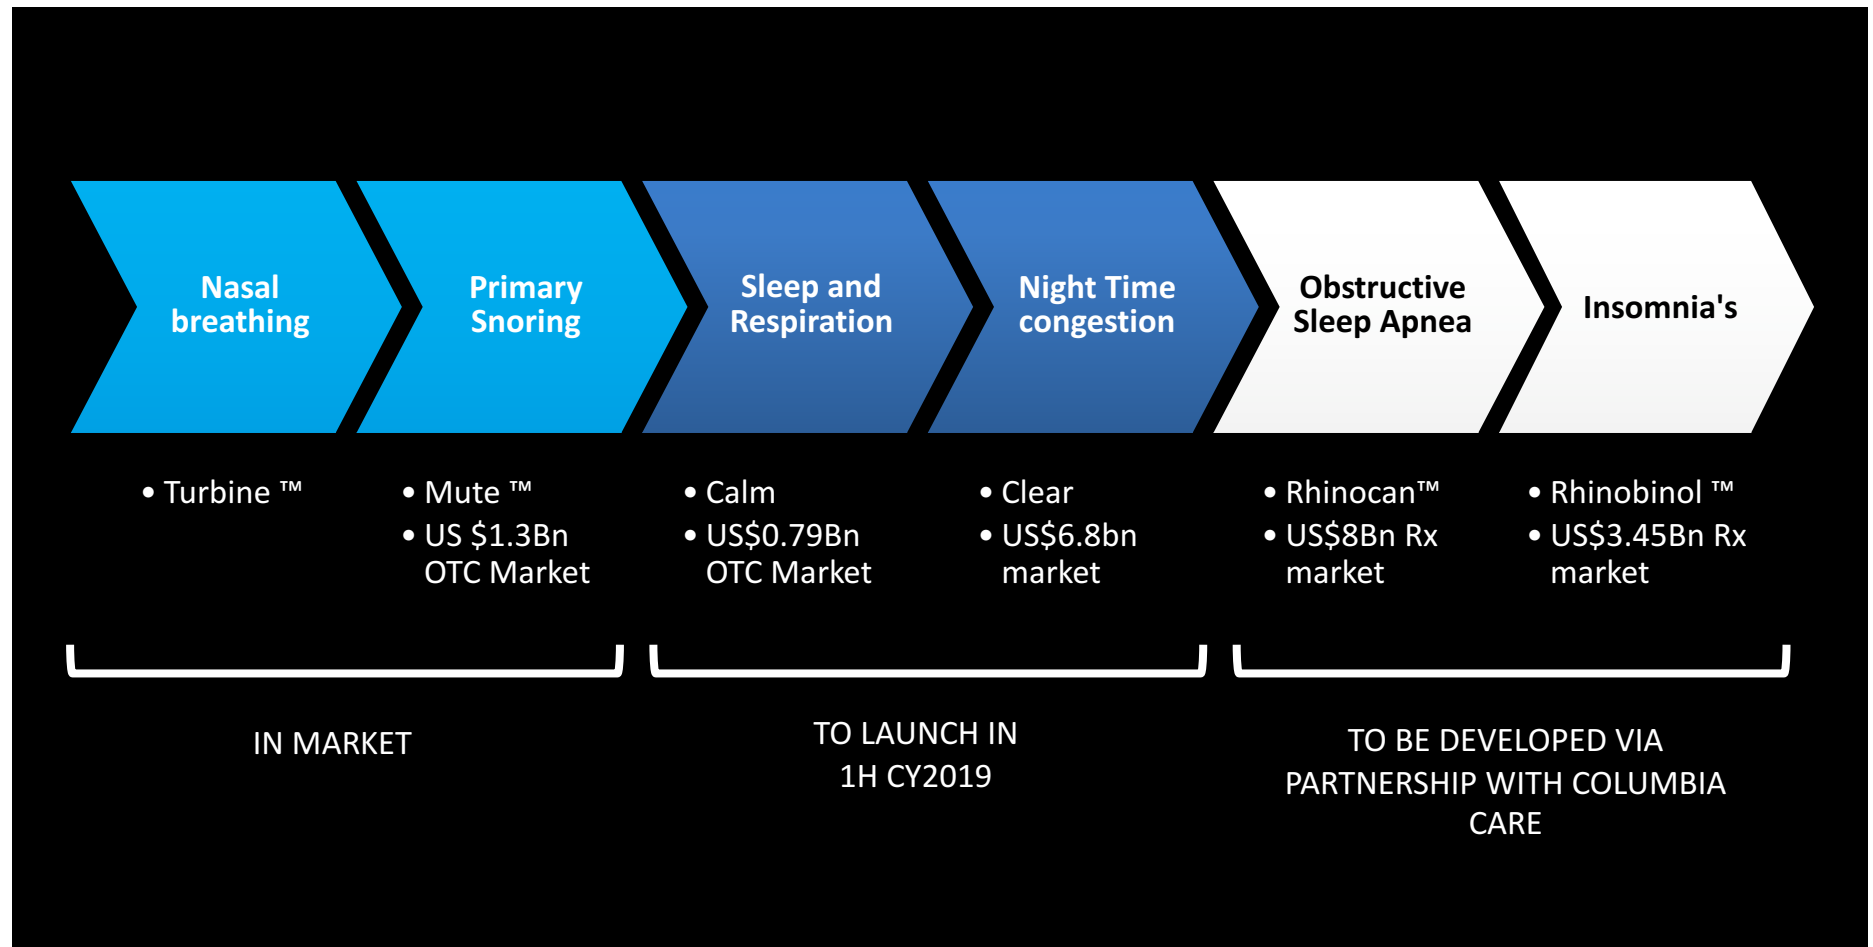 Nasal
breathing
Primary
Snoring
Sleep and
Respiration
Night Time
congestion
Obstructive
Sleep Apnea
Insomnia's
• Turbine ™
• Mute ™
• US $1.3Bn
OTC Market
• Calm
• US$0.79Bn
OTC Market
• Clear
• US$6.8bn
market
• Rhinocan™
• US$8Bn Rx
market
• Rhinobinol ™
• US$3.45Bn Rx
market
IN MARKET
TO LAUNCH IN
1H CY2019
TO BE DEVELOPED VIA
PARTNERSHIP WITH COLUMBIA
CARE